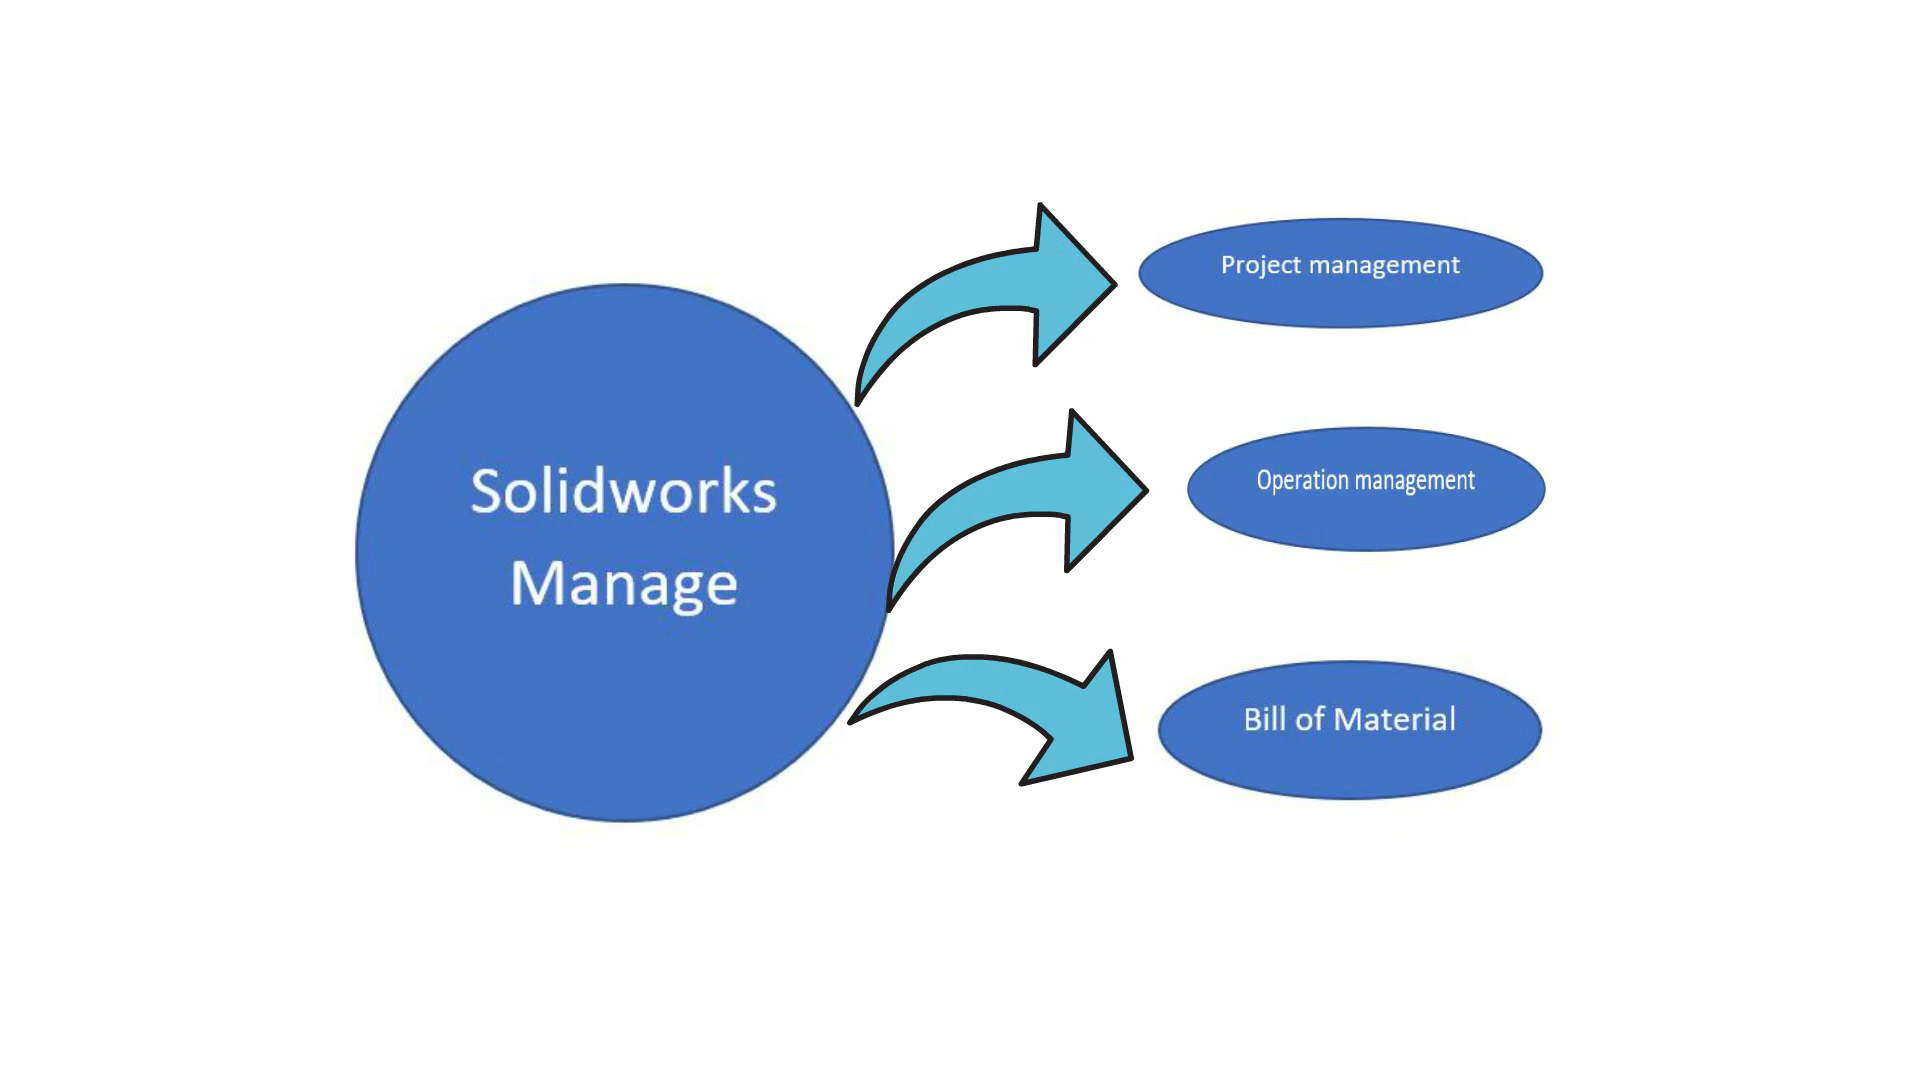 Solidworks
Manage
Project management
Operation management
Bill of Material